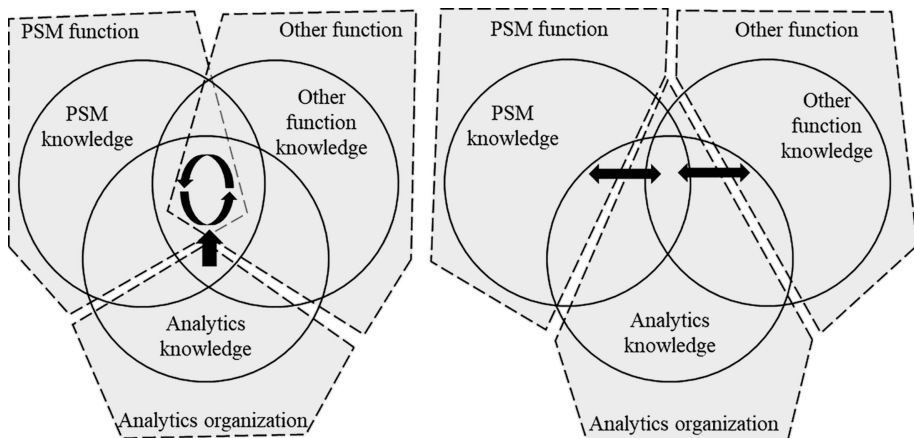 PSM function
Other function
PSM
knowledge
Other
function
knowledge
Analytics
knowledge
Analytics organization
PSM function
Other function
PSM
knowledge
Other
function
knowledge
Analytics
knowledge
Analytics organization